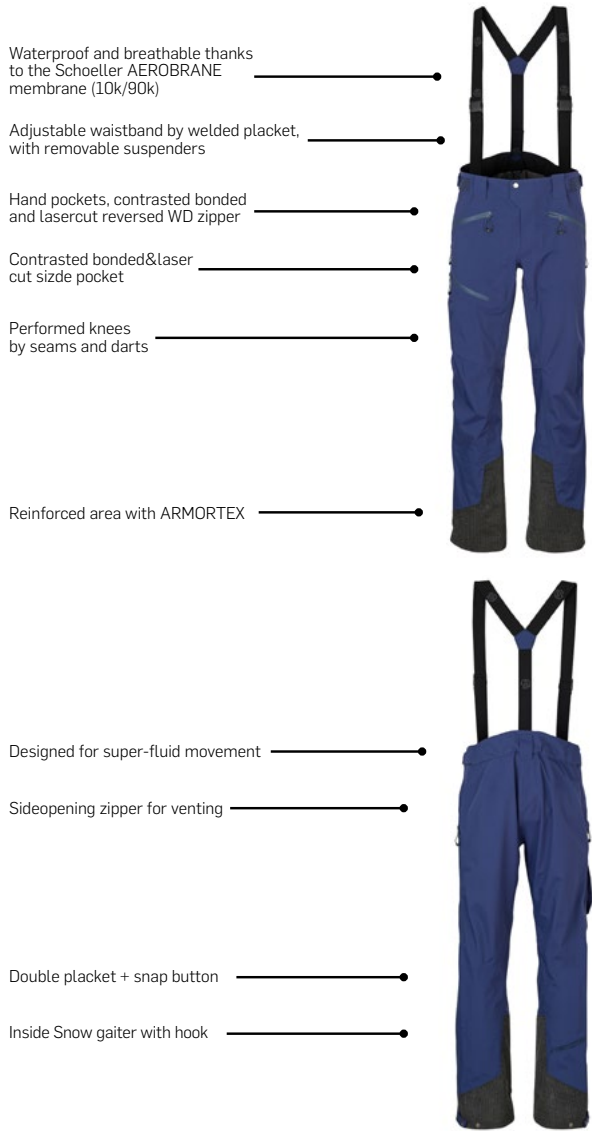 Waterproof and breathable thanks
to the Schoeller AEROBRANE
membrane (10k/90k)
Adjustable waistband by welded placket,
with removable suspenders
Hand pockets, contrasted bonded
and lasercut reversed WD zipper
Contrasted bonded&laser
cut sizde pocket
Performed knees
by seams and darts
Reinforced area with ARMORTEX
Designed for super-fluid movement
Sideopening zipper for venting
Double placket + snap button
Inside Snow gaiter with hook